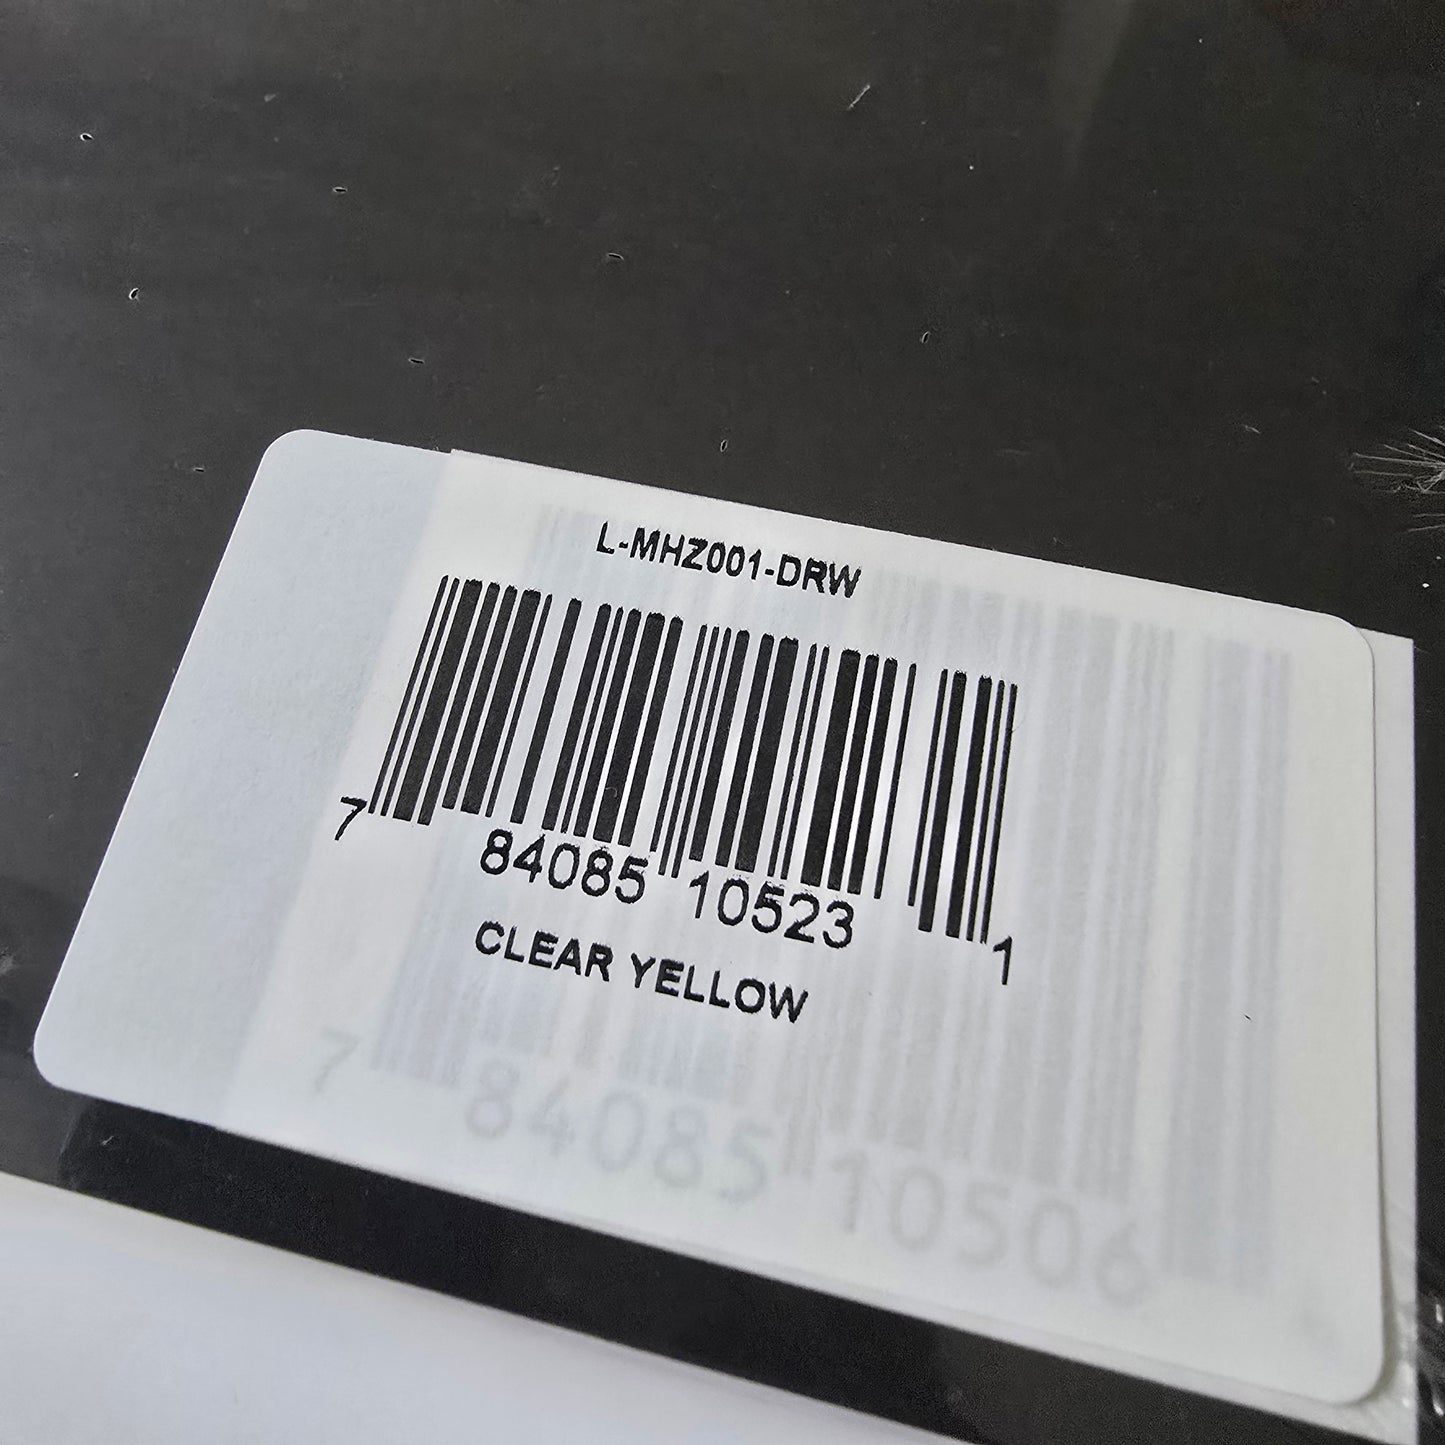 L-MHZ001-DRW
7 84085 10523 1
CLEAR YELLOW
7 84085 10506